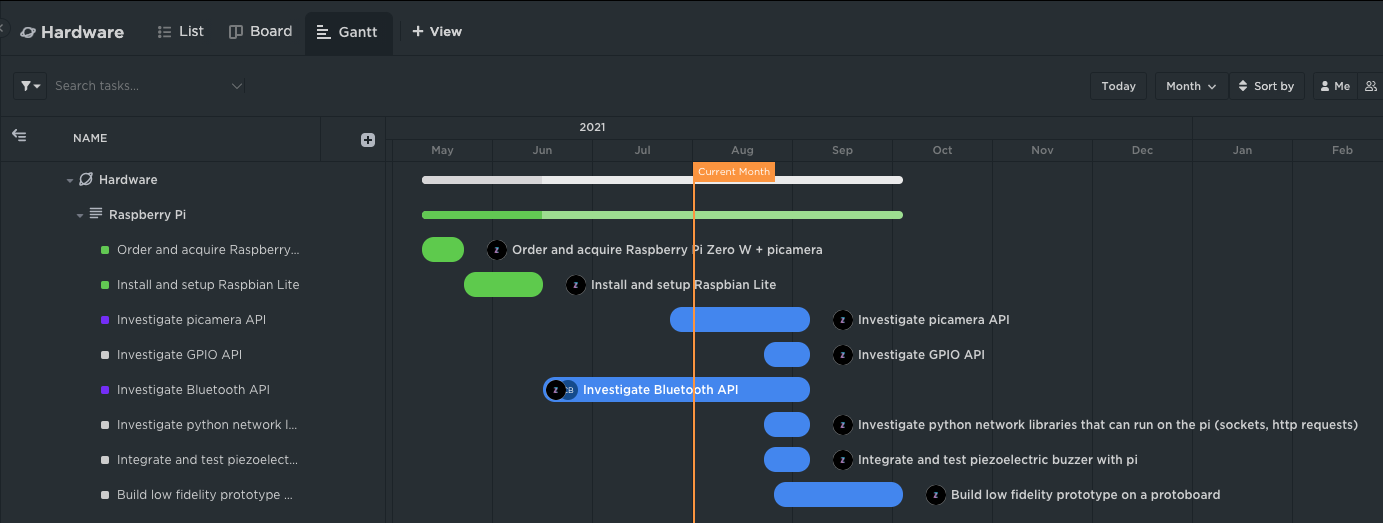 Hardware
List
Board
Gantt
+ View
Search tasks...
Today
Month
Sort by
Me
NAME
2021
May Jun Jul Aug Sep Oct Nov Dec Jan Feb
Current Month
Hardware
Raspberry Pi
Order and acquire Raspberry...
z Order and acquire Raspberry Pi Zero W + picamera
Install and setup Raspbian Lite
z Install and setup Raspbian Lite
Investigate picamera API
z Investigate picamera API
Investigate GPIO API
z Investigate GPIO API
Investigate Bluetooth API
z CB Investigate Bluetooth API
Investigate python network l...
z Investigate python network libraries that can run on the pi (sockets, http requests)
Integrate and test piezoelect...
z Integrate and test piezoelectric buzzer with pi
Build low fidelity prototype ...
z Build low fidelity prototype on a protoboard